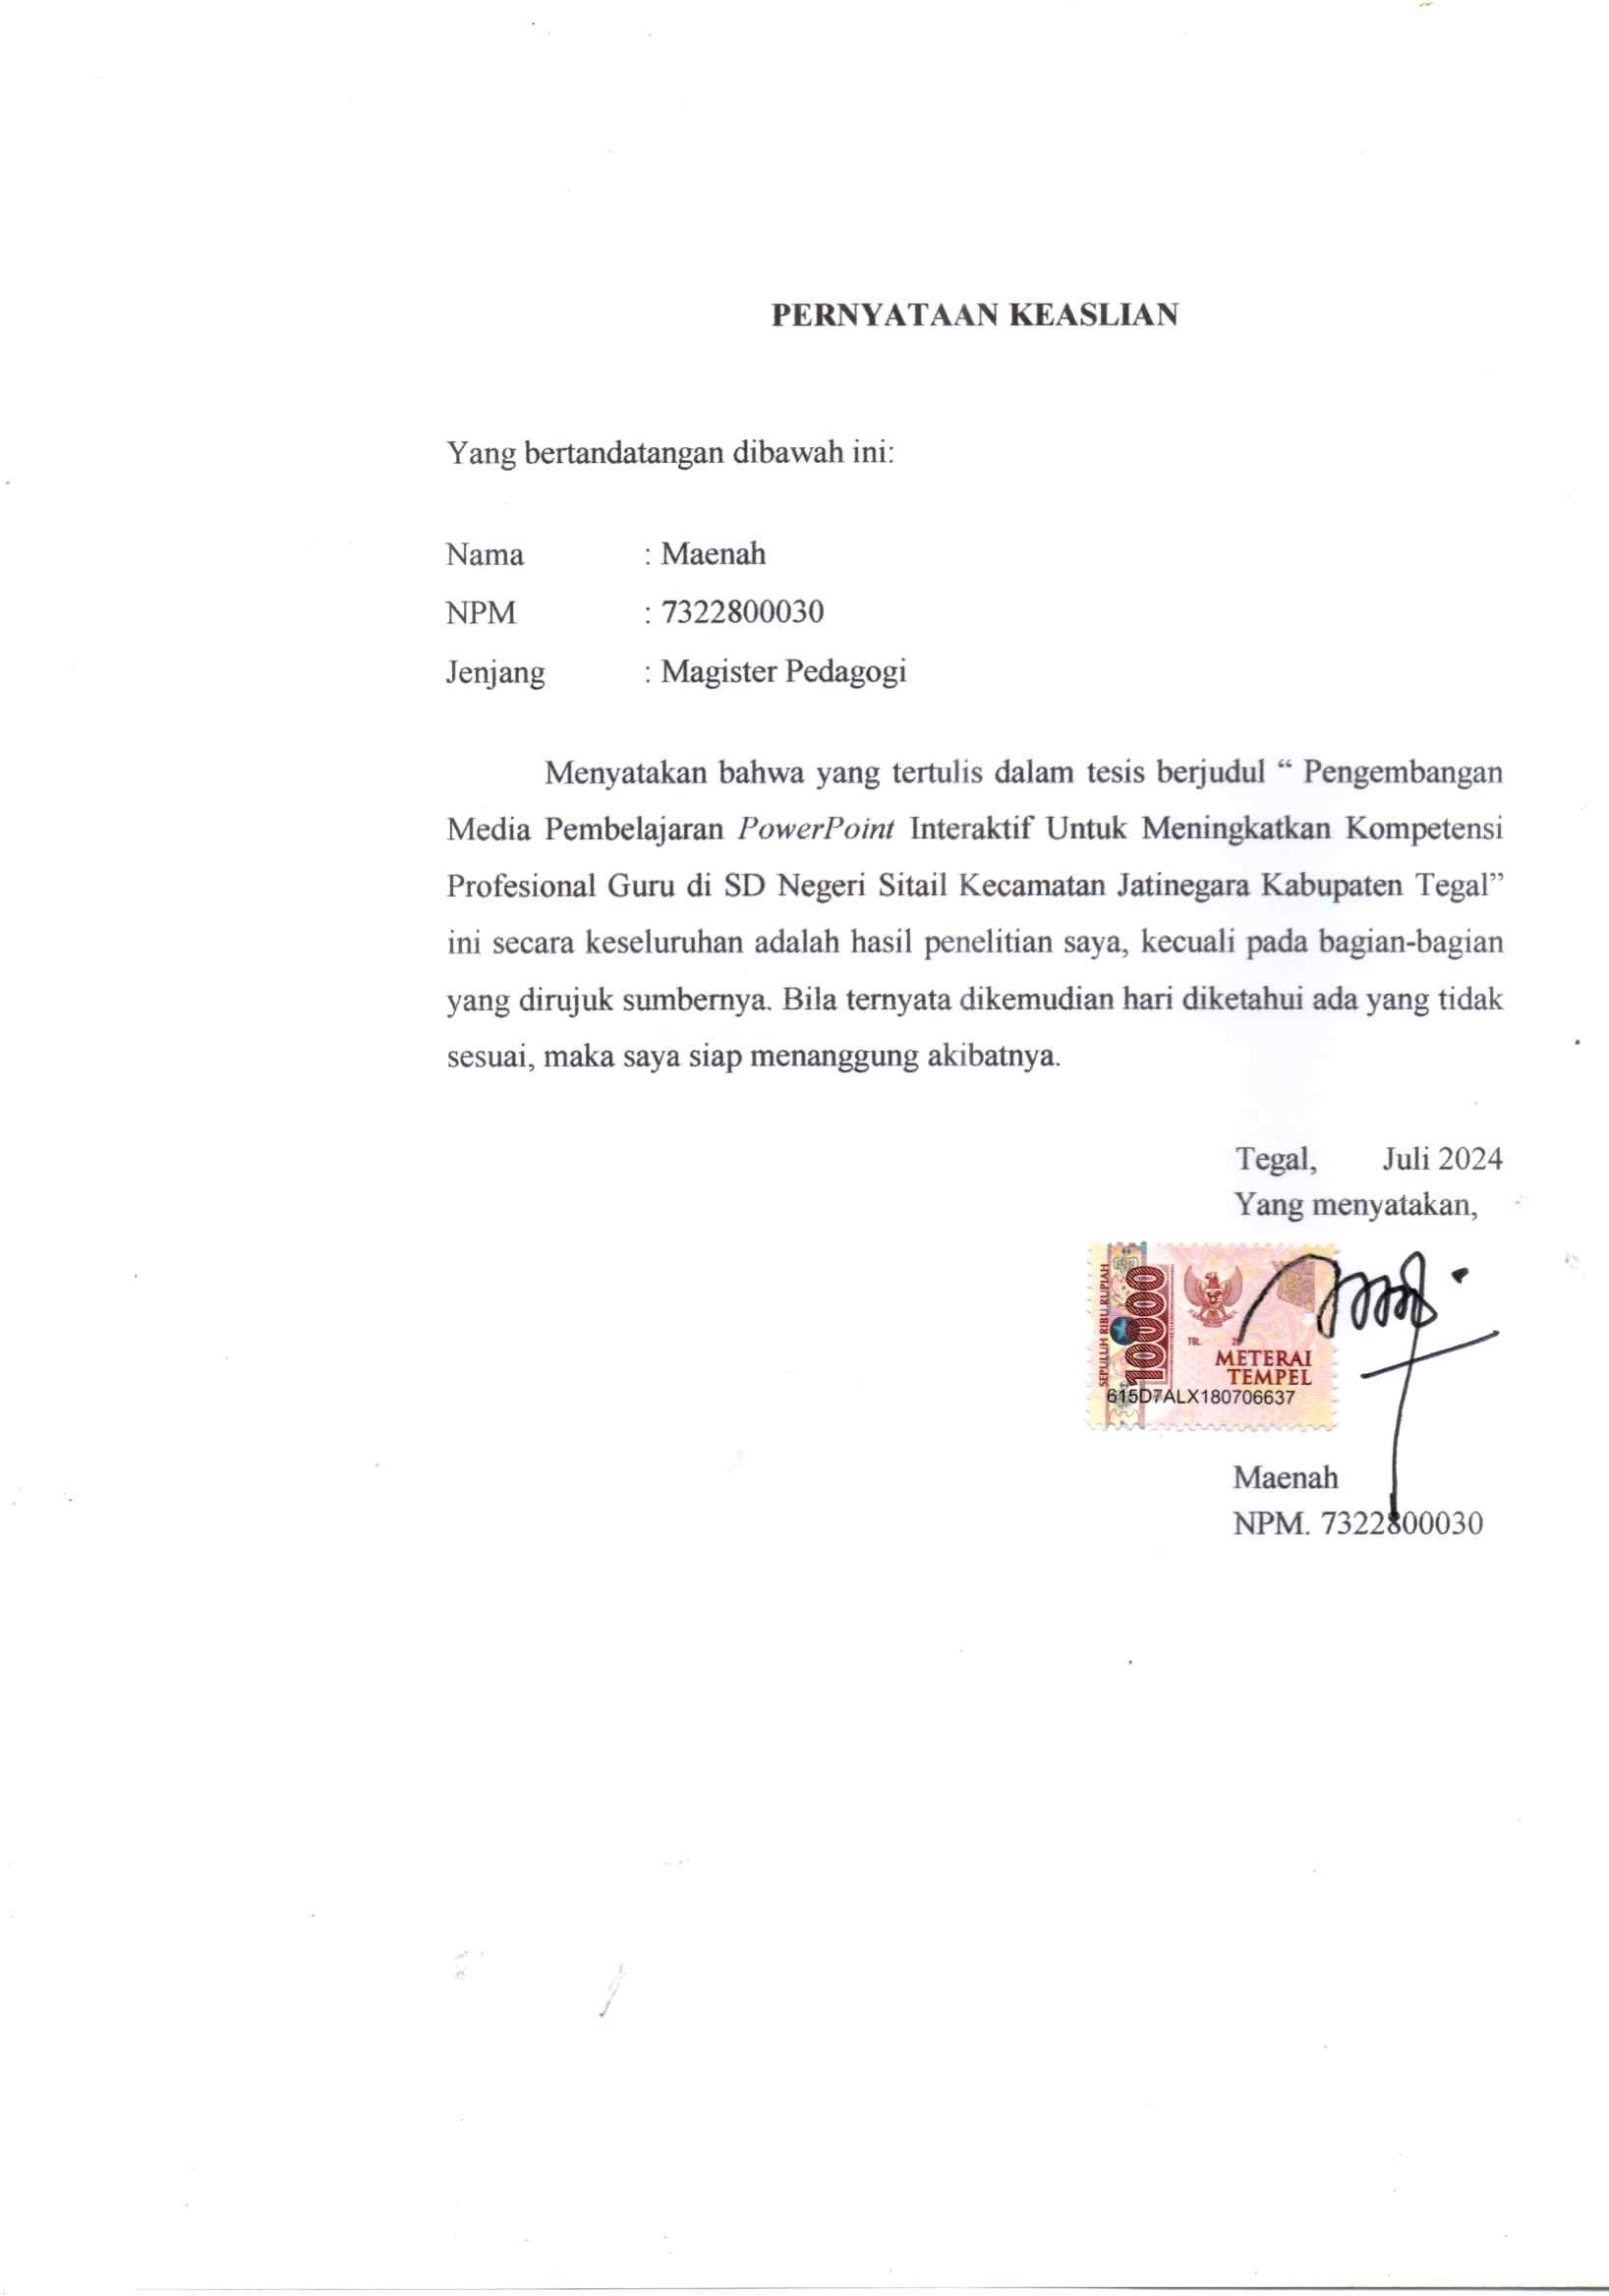 PERNYATAAN KEASLIAN
Yang bertandatangan dibawah ini:
Nama : Maenah
NPM : 7322800030
Jenjang : Magister Pedagogi
Menyatakan bahwa yang tertulis dalam tesis berjudul “ Pengembangan
Media Pembelajaran PowerPoint Interaktif Untuk Meningkatkan Kompetensi
Profesional Guru di SD Negeri Sitail Kecamatan Jatinegara Kabupaten Tegal”
ini secara keseluruhan adalah hasil penelitian saya, kecuali pada bagian-bagian
yang dirujuk sumbernya. Bila ternyata dikemudian hari diketahui ada yang tidak
sesuai, maka saya siap menanggung akibatnya.
Tegal, Juli 2024
Yang menyatakan,
SEPULUH RIBU RUPIAH
10000
TGL. 20
METERAI
TEMPEL
615D7ALX180706637
Maenah
NPM. 7322800030